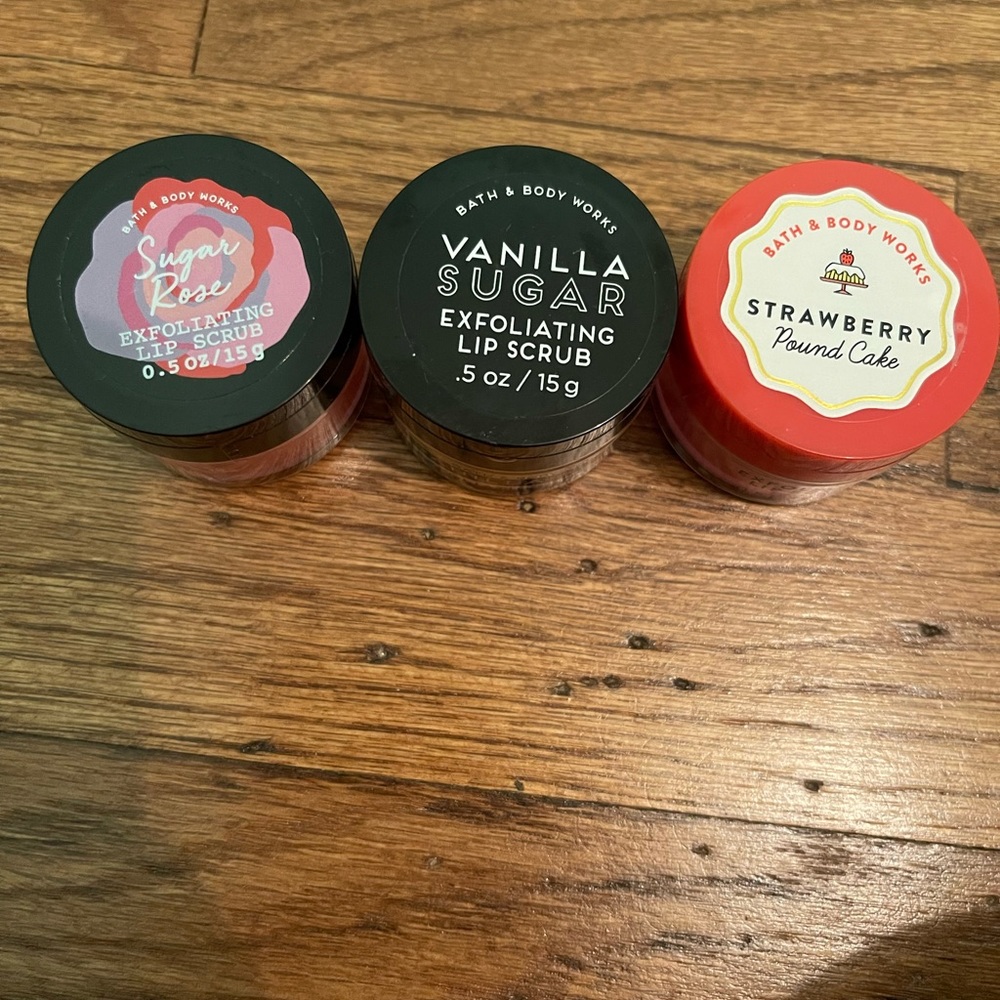 BATH & BODY WORKS
Sugar
Rose
EXFOLIATING
LIP SCRUB
0.5 oz/15 g
BATH & BODY WORKS
VANILLA
SUGAR
EXFOLIATING
LIP SCRUB
.5 oz / 15 g
BATH & BODY WORKS
STRAWBERRY
Pound Cake